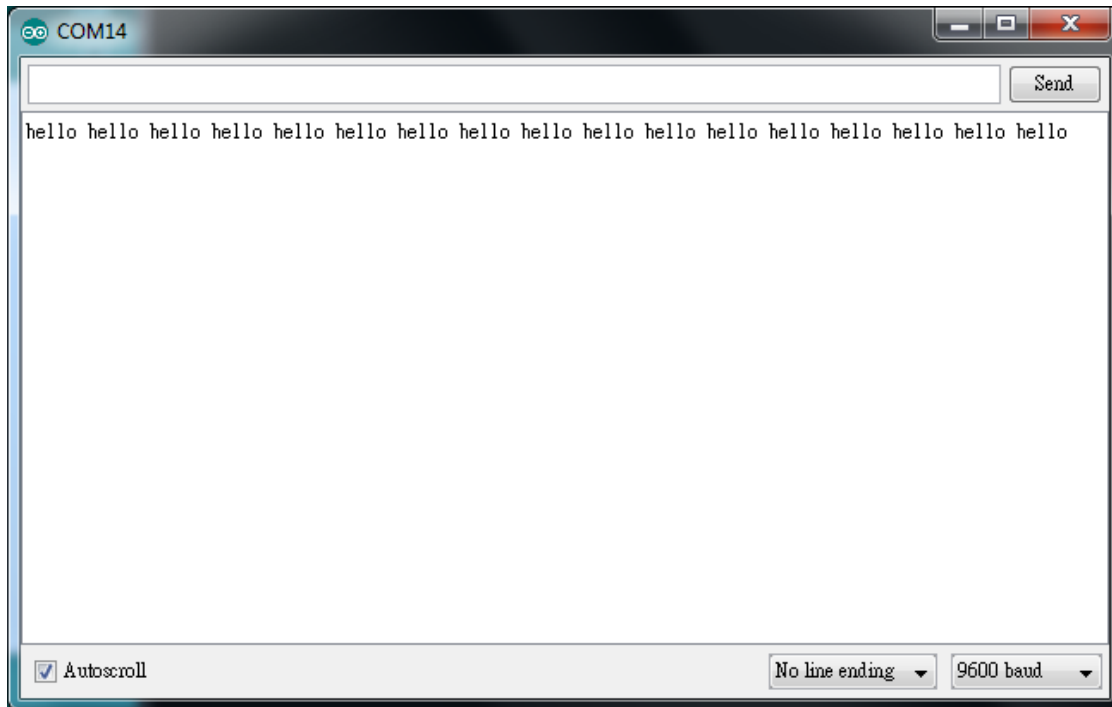 COM14
Send
hello hello hello hello hello hello hello hello hello hello hello hello hello hello hello hello hello
Autoscroll
No line ending
9600 baud